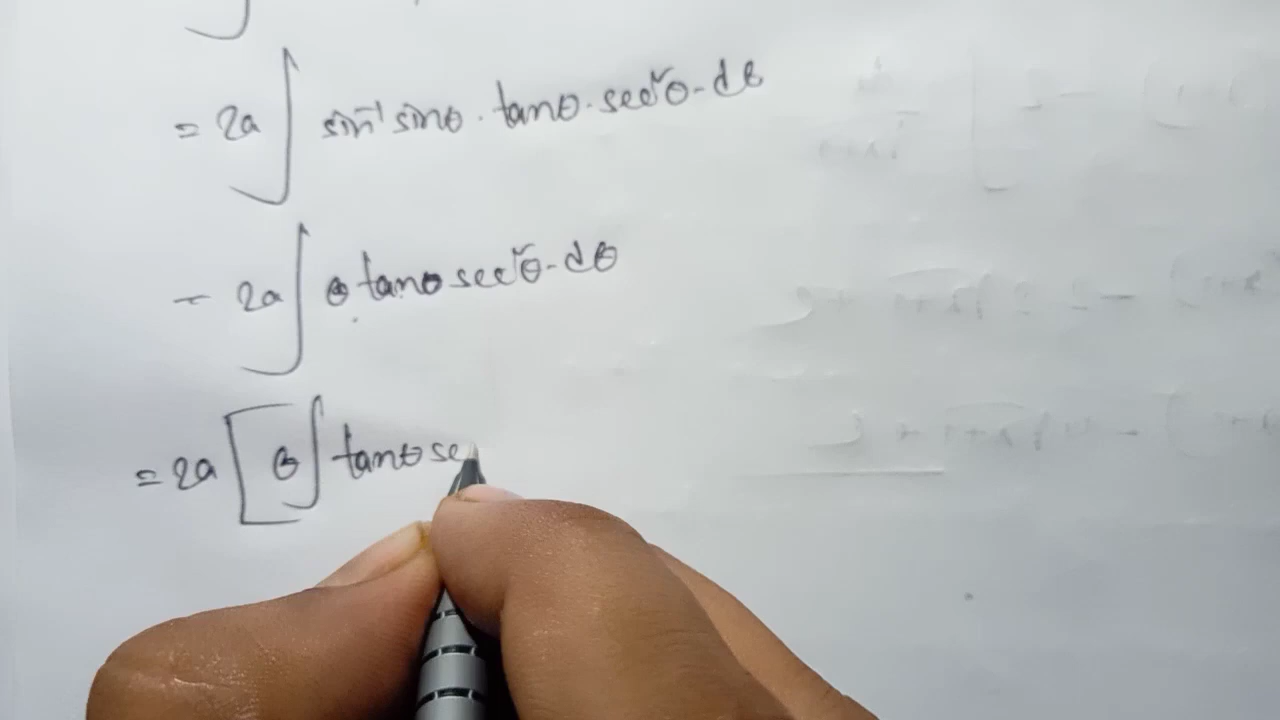 = 2a ∫ sin⁻¹ sinθ . tanθ . sec²θ . dθ
= 2a ∫ θ tanθ sec²θ . dθ
= 2a [ θ ∫ tanθ se